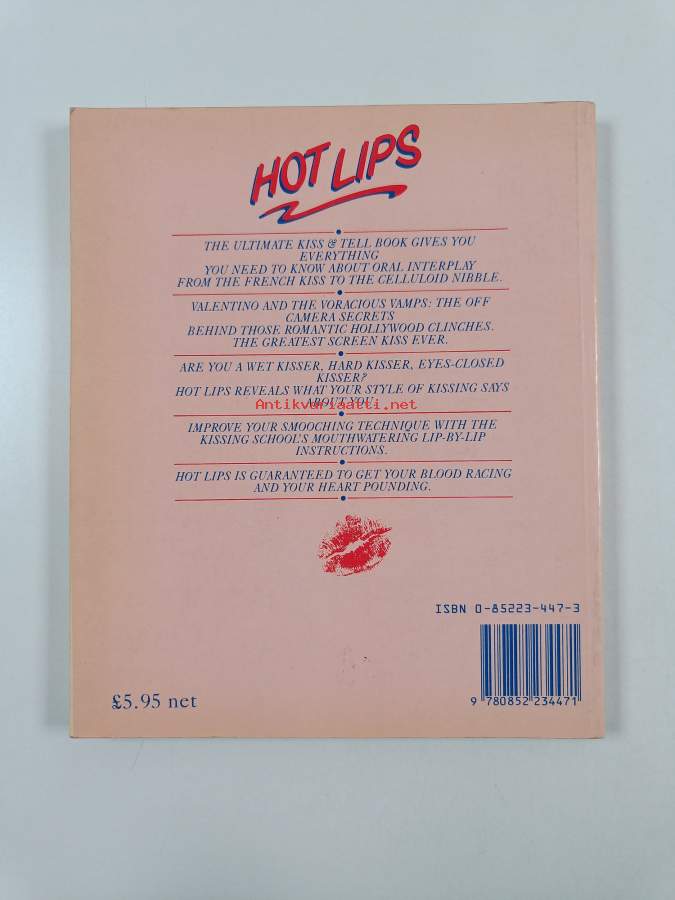 HOT LIPS
THE ULTIMATE KISS & TELL BOOK GIVES YOU
EVERYTHING
YOU NEED TO KNOW ABOUT ORAL INTERPLAY
FROM THE FRENCH KISS TO THE CELLULOID NIBBLE.
VALENTINO AND THE VORACIOUS VAMPS: THE OFF
CAMERA SECRETS
BEHIND THOSE ROMANTIC HOLLYWOOD CLINCHES.
THE GREATEST SCREEN KISS EVER.
ARE YOU A WET KISSER, HARD KISSER, EYES-CLOSED
KISSER?
HOT LIPS REVEALS WHAT YOUR STYLE OF KISSING SAYS
ABOUT YOU.
Antikvariaatti.net
IMPROVE YOUR SMOOCHING TECHNIQUE WITH THE
KISSING SCHOOL'S MOUTHWATERING LIP-BY-LIP
INSTRUCTIONS.
HOT LIPS IS GUARANTEED TO GET YOUR BLOOD RACING
AND YOUR HEART POUNDING.
ISBN 0-85223-447-3
£5.95 net
9 780852 234471